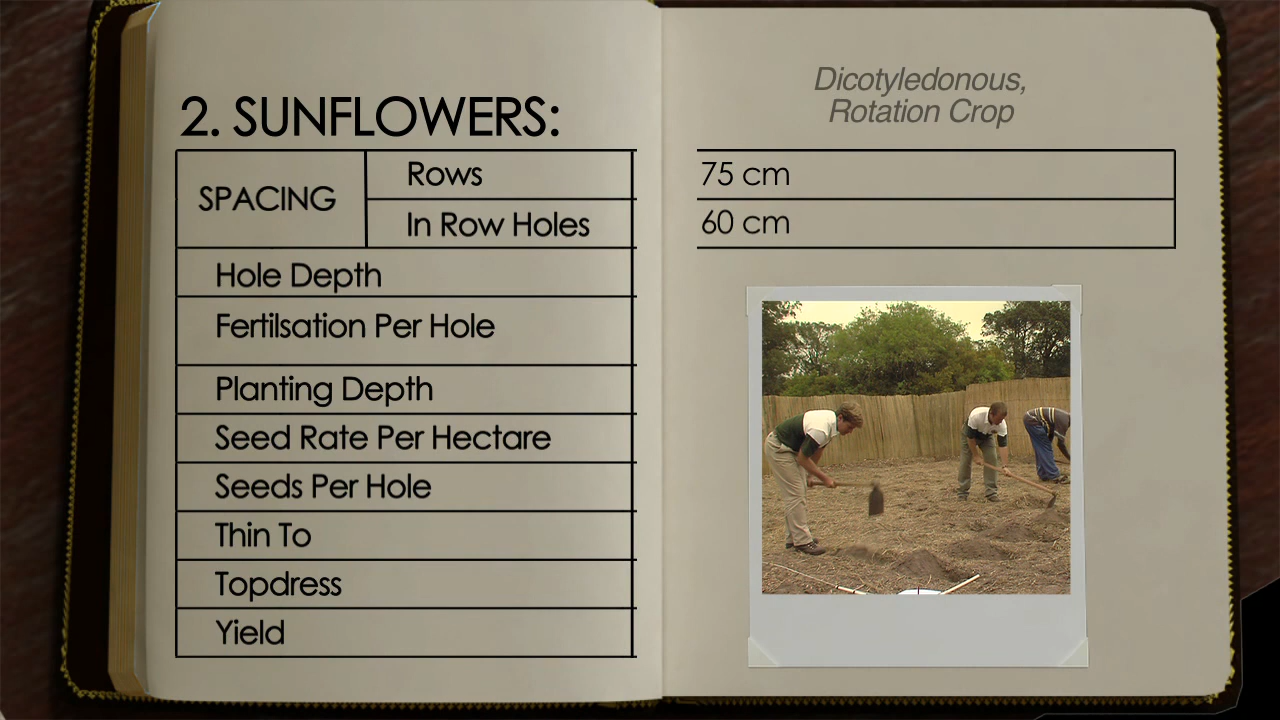 2. SUNFLOWERS:
Dicotyledonous,
Rotation Crop
SPACING
Rows
75 cm
In Row Holes
60 cm
Hole Depth
Fertilsation Per Hole
Planting Depth
Seed Rate Per Hectare
Seeds Per Hole
Thin To
Topdress
Yield